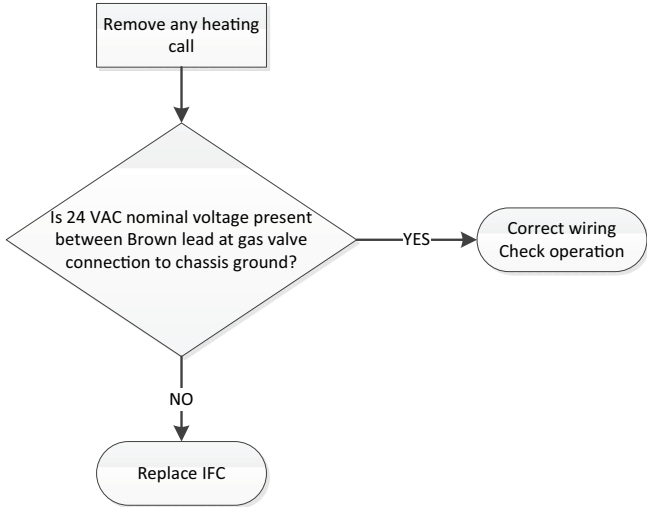 Remove any heating
call
Is 24 VAC nominal voltage present
between Brown lead at gas valve
connection to chassis ground?
YES
Correct wiring
Check operation
NO
Replace IFC